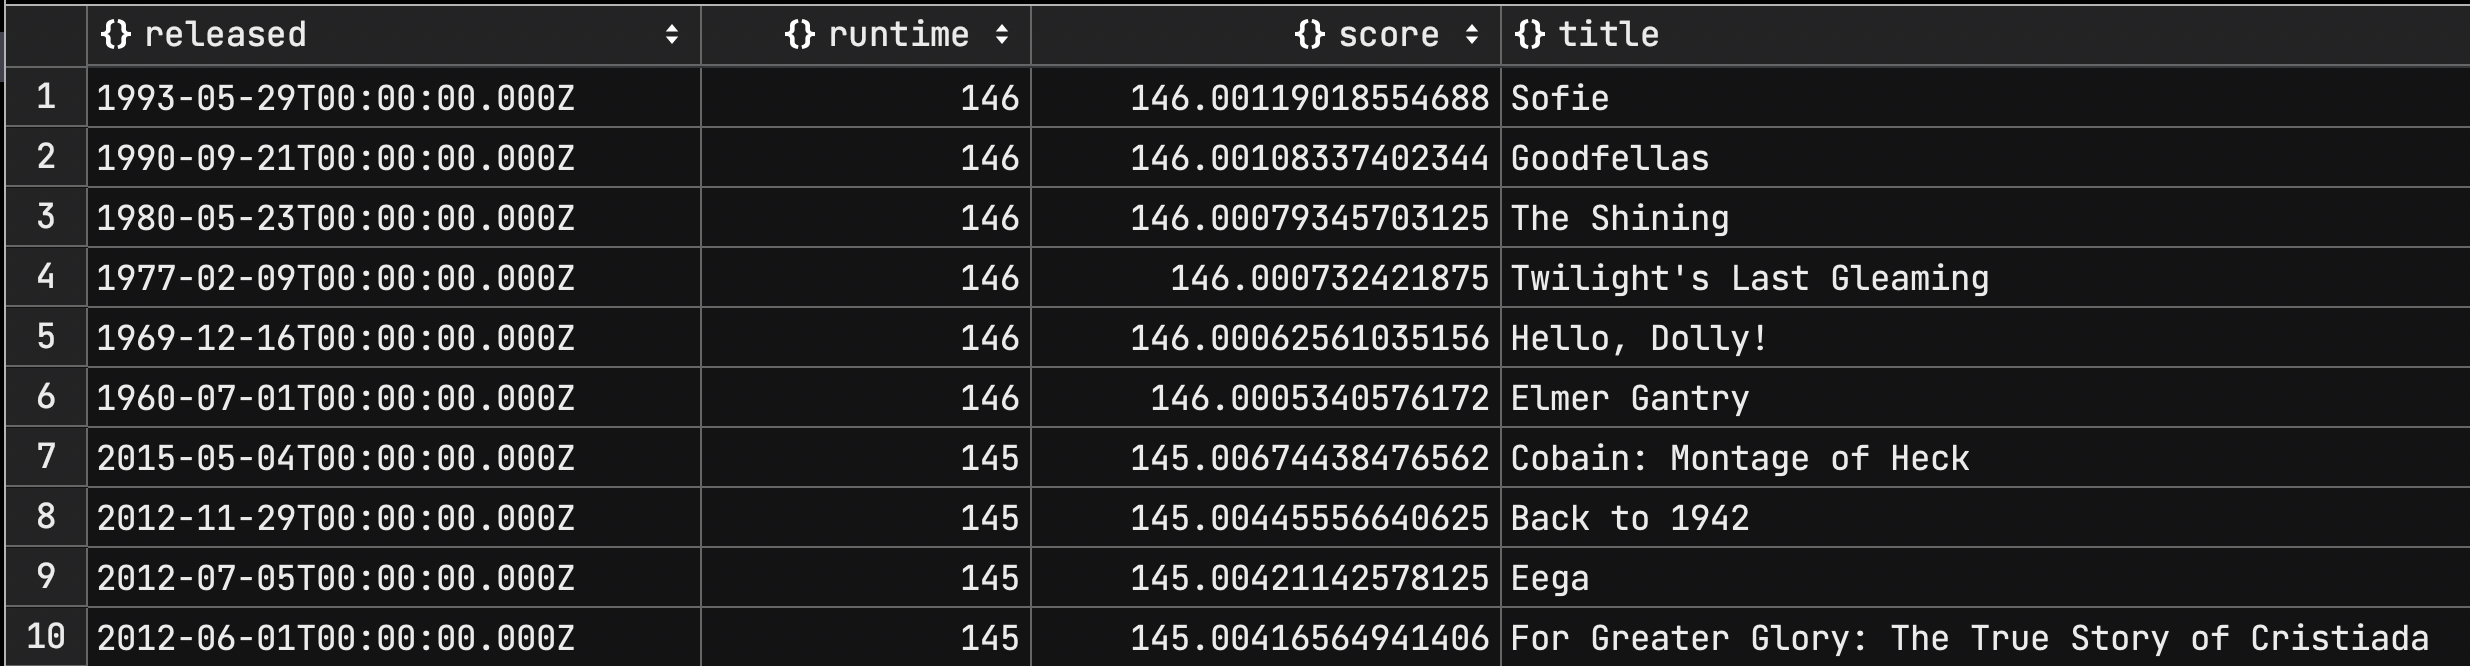 {} released {} runtime {} score {} title
1 1993-05-29T00:00:00.000Z 146 146.00119018554688 Sofie
2 1990-09-21T00:00:00.000Z 146 146.00108337402344 Goodfellas
3 1980-05-23T00:00:00.000Z 146 146.00079345703125 The Shining
4 1977-02-09T00:00:00.000Z 146 146.000732421875 Twilight's Last Gleaming
5 1969-12-16T00:00:00.000Z 146 146.00062561035156 Hello, Dolly!
6 1960-07-01T00:00:00.000Z 146 146.0005340576172 Elmer Gantry
7 2015-05-04T00:00:00.000Z 145 145.00674438476562 Cobain: Montage of Heck
8 2012-11-29T00:00:00.000Z 145 145.00445556640625 Back to 1942
9 2012-07-05T00:00:00.000Z 145 145.00421142578125 Eega
10 2012-06-01T00:00:00.000Z 145 145.00416564941406 For Greater Glory: The True Story of Cristiada